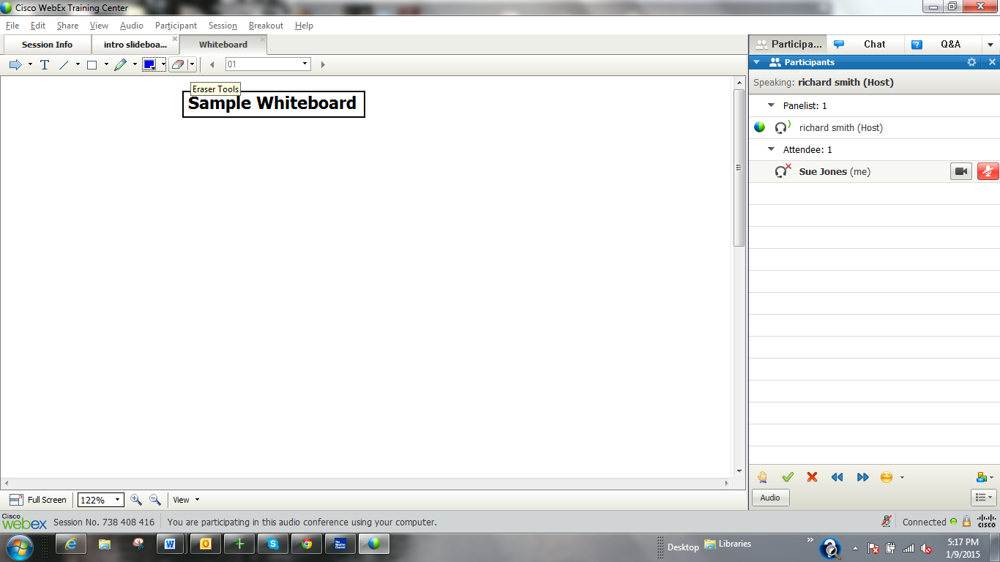 Cisco WebEx Training Center
File Edit Share View Audio Participant Session Breakout Help
Session Info intro slideboa... Whiteboard
T 01
Eraser Tools
Sample Whiteboard
Participa... Chat Q&A
Participants
Speaking: richard smith (Host)
Panelist: 1
richard smith (Host)
Attendee: 1
Sue Jones (me)
Audio
Full Screen 122% View
Cisco webex Session No. 738 408 416 You are participating in this audio conference using your computer. Connected CISCO
Desktop Libraries
5:17 PM
1/9/2015